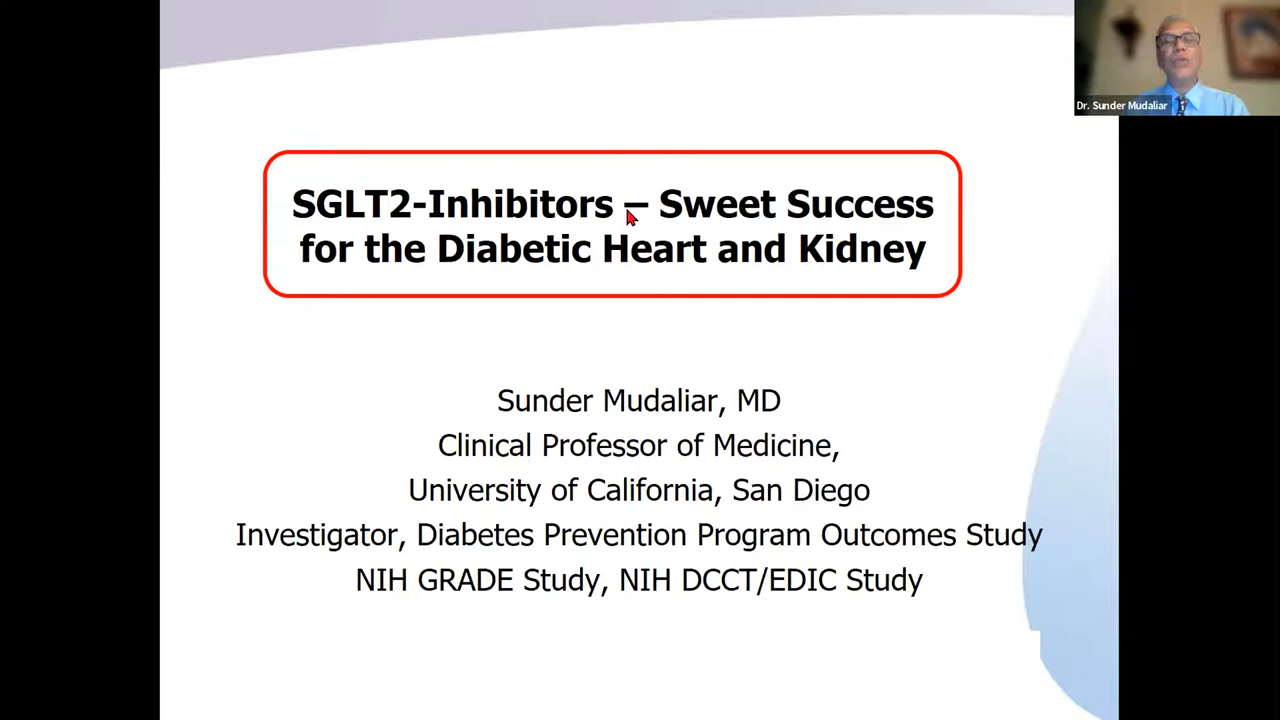 Dr. Sunder Mudaliar
SGLT2-Inhibitors – Sweet Success
for the Diabetic Heart and Kidney
Sunder Mudaliar, MD
Clinical Professor of Medicine,
University of California, San Diego
Investigator, Diabetes Prevention Program Outcomes Study
NIH GRADE Study, NIH DCCT/EDIC Study